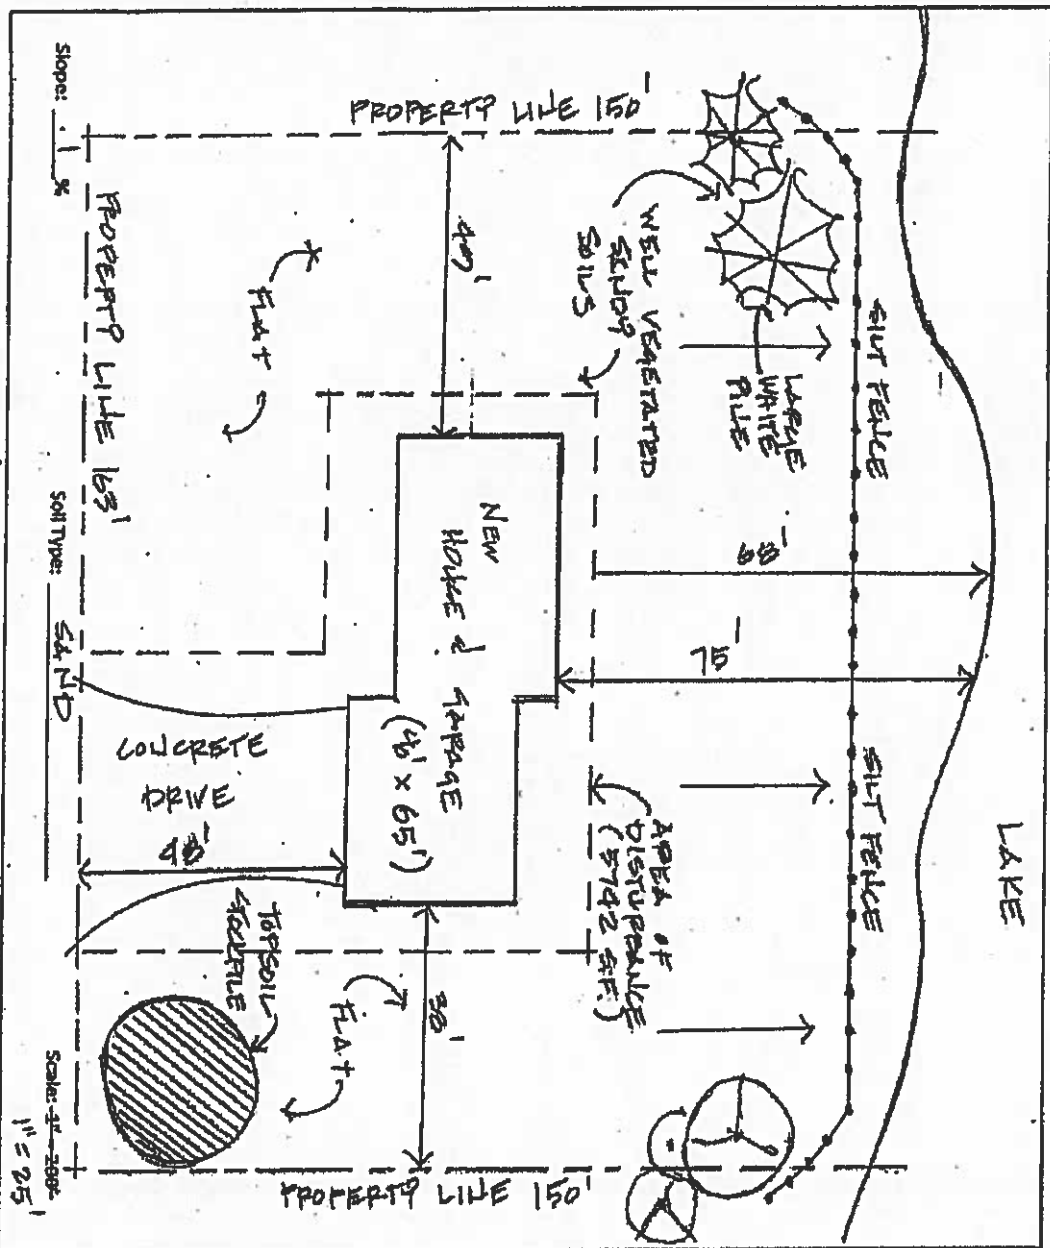 LAKE
SILT FENCE
SILT FENCE
LARGE
WHITE
PINE
68'
75'
WELL VEGETATED
SANDY
SOILS
AREA OF
DISTURBANCE
(5742 S.F.)
PROPERTY LINE 150'
NEW
HOUSE &
GARAGE
(46' x 65')
PROPERTY LINE 150'
FLAT
FLAT
CONCRETE
DRIVE
48'
TOPSOIL
STOCKPILE
PROPERTY LINE 163'
Slope: .1 %
Soil Type: SAND
Scale: 1" = 200'
1" = 25'